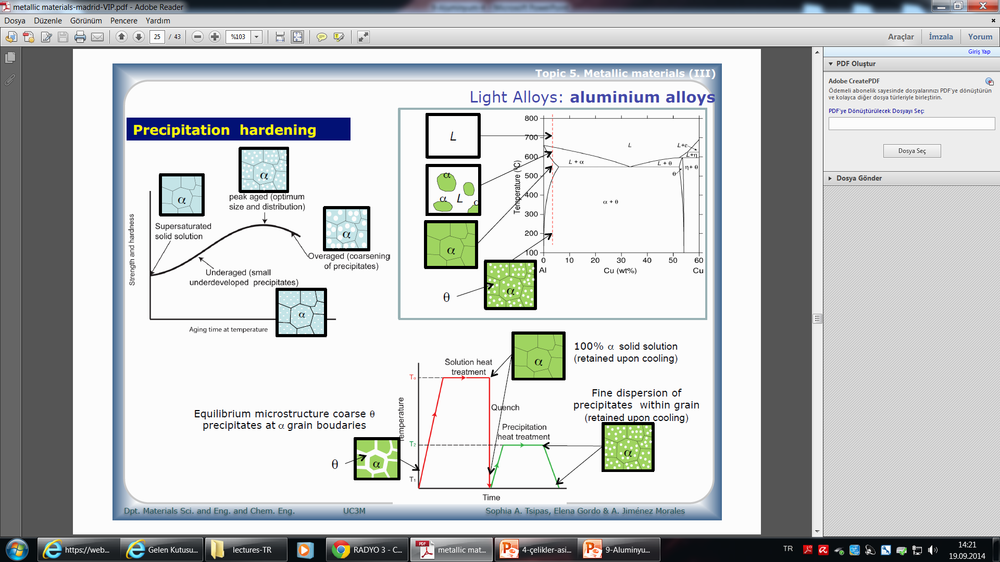 metallic materials-madrid-VIP.pdf - Adobe Reader
Dosya Düzenle Görünüm Pencere Yardım
25 / 43 %103
Araçlar İmzala Yorum
Giriş Yap
PDF Oluştur
Adobe CreatePDF
Ödemeli abonelik sayesinde dosyalarınızı PDF'ye dönüştürün
ve kolayca diğer dosya türleriyle birleştirin.
PDF'ye Dönüştürülecek Dosyayı Seç:
Dosya Seç
Dosya Gönder
Topic 5. Metallic materials (III)
Light Alloys: aluminium alloys
Precipitation hardening
α
α
peak aged (optimum
size and distribution)
α
Supersaturated
solid solution
Overaged (coarsening
of precipitates)
Underaged (small
underdeveloped precipitates)
α
Strength and hardness
Aging time at temperature
L
α
α L α
α
α
θ
800
700
600
500
400
300
200
100
Temperature (ºC)
L
L+ε
L+η
L + α
L + θ
θ
η + θ
α + θ
0 10 20 30 40 50 60
Al Cu (wt%) Cu
α
100% α solid solution
(retained upon cooling)
Solution heat
treatment
T₀
Quench
Temperature
Fine dispersion of
precipitates within grain
(retained upon cooling)
Equilibrium microstructure coarse θ
precipitates at α grain boudaries
Precipitation
heat treatment
T₂
α
θ
α
T₁
Time
Dpt. Materials Sci. and Eng. and Chem. Eng. UC3M Sophia A. Tsipas, Elena Gordo & A. Jiménez Morales
https://web...
Gelen Kutusu...
lectures-TR
RADYO 3 - C...
metallic mat...
4-çelikler-asi...
9-Aluminyu...
TR
14:21
19.09.2014